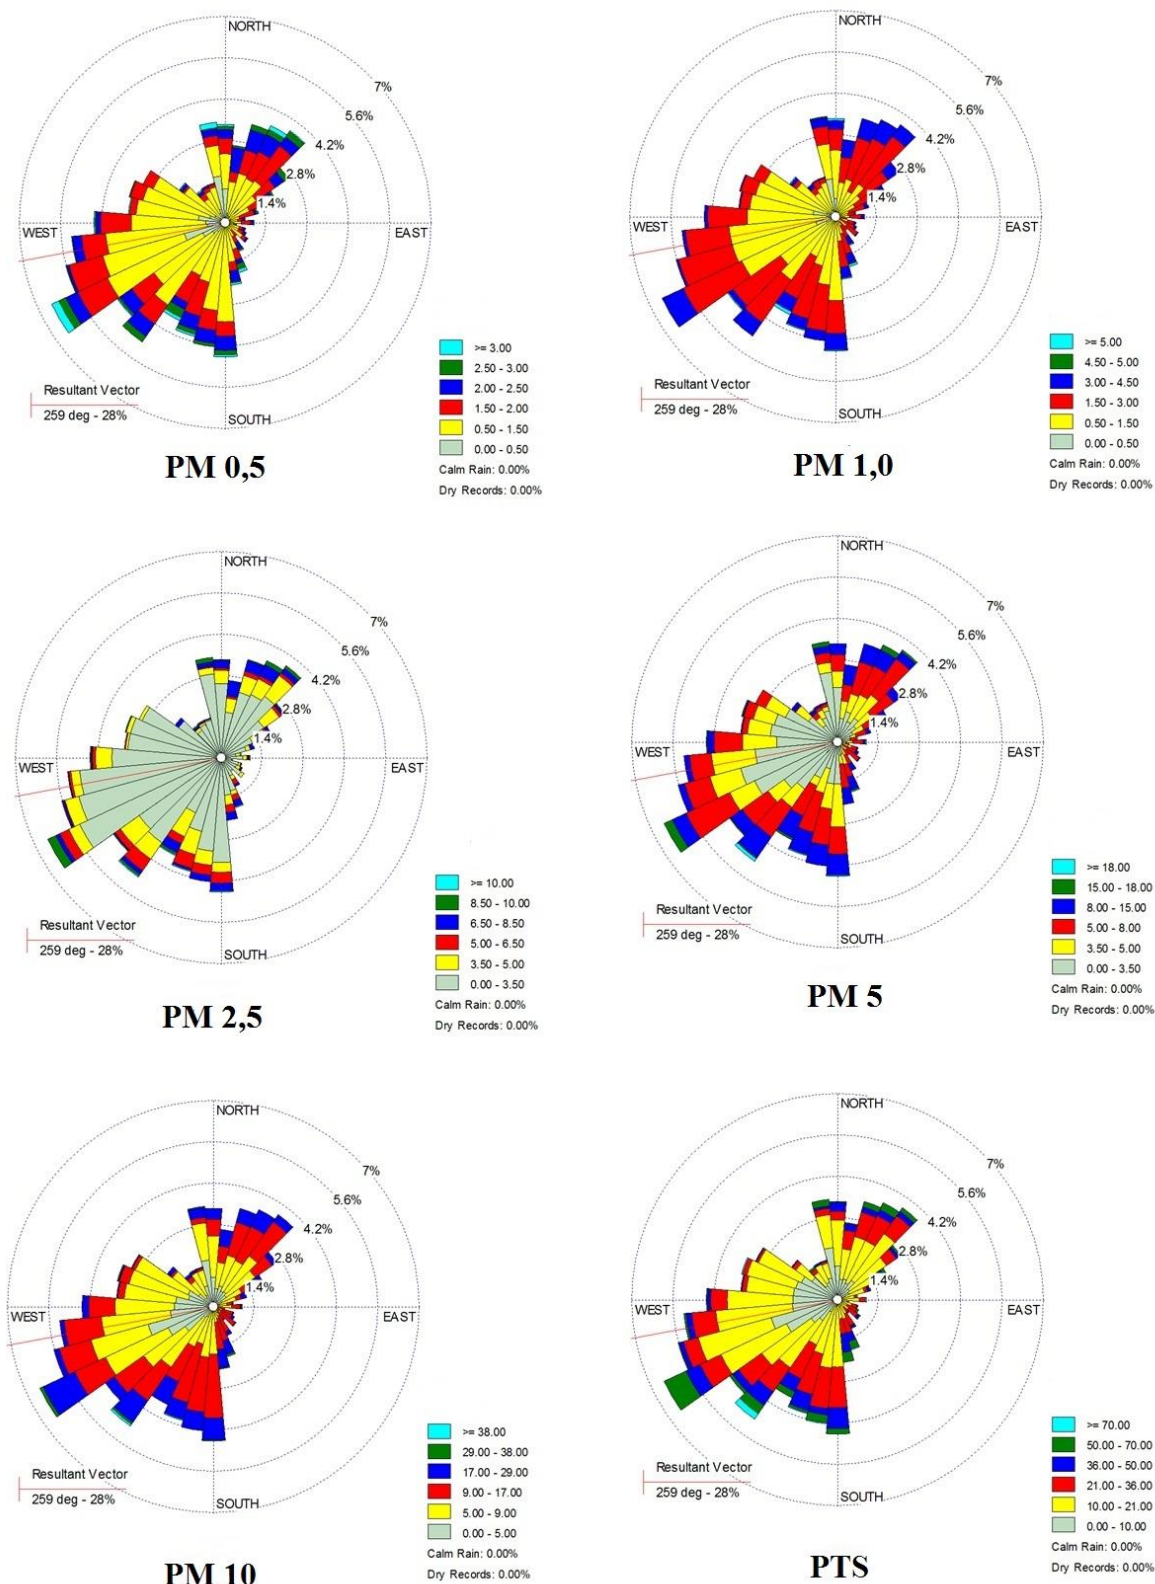 NORTH
7%
5.6%
4.2%
2.8%
1.4%
WEST
EAST
SOUTH
Resultant Vector
259 deg - 28%
>= 3.00
2.50 - 3.00
2.00 - 2.50
1.50 - 2.00
0.50 - 1.50
0.00 - 0.50
Calm Rain: 0.00%
Dry Records: 0.00%
PM 0,5
NORTH
7%
5.6%
4.2%
2.8%
1.4%
WEST
EAST
SOUTH
Resultant Vector
259 deg - 28%
>= 5.00
4.50 - 5.00
3.00 - 4.50
1.50 - 3.00
0.50 - 1.50
0.00 - 0.50
Calm Rain: 0.00%
Dry Records: 0.00%
PM 1,0
NORTH
7%
5.6%
4.2%
2.8%
1.4%
WEST
EAST
SOUTH
Resultant Vector
259 deg - 28%
>= 10.00
8.50 - 10.00
6.50 - 8.50
5.00 - 6.50
3.50 - 5.00
0.00 - 3.50
Calm Rain: 0.00%
Dry Records: 0.00%
PM 2,5
NORTH
7%
5.6%
4.2%
2.8%
1.4%
WEST
EAST
SOUTH
Resultant Vector
259 deg - 28%
>= 18.00
15.00 - 18.00
8.00 - 15.00
5.00 - 8.00
3.50 - 5.00
0.00 - 3.50
Calm Rain: 0.00%
Dry Records: 0.00%
PM 5
NORTH
7%
5.6%
4.2%
2.8%
1.4%
WEST
EAST
SOUTH
Resultant Vector
259 deg - 28%
>= 38.00
29.00 - 38.00
17.00 - 29.00
9.00 - 17.00
5.00 - 9.00
0.00 - 5.00
Calm Rain: 0.00%
Dry Records: 0.00%
PM 10
NORTH
7%
5.6%
4.2%
2.8%
1.4%
WEST
EAST
SOUTH
Resultant Vector
259 deg - 28%
>= 70.00
50.00 - 70.00
36.00 - 50.00
21.00 - 36.00
10.00 - 21.00
0.00 - 10.00
Calm Rain: 0.00%
Dry Records: 0.00%
PTS